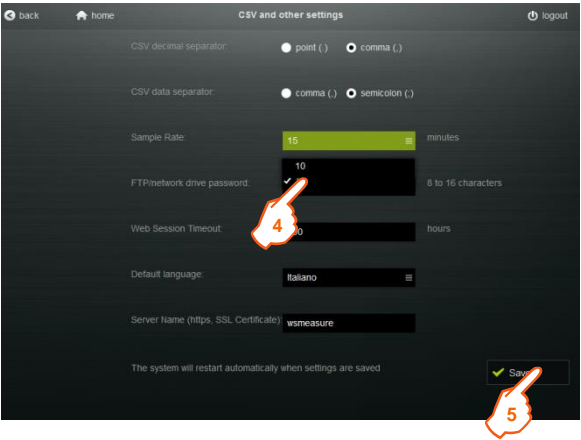 back home CSV and other settings logout
CSV decimal separator: point (.) comma (,)
CSV data separator: comma (,) semicolon (;)
Sample Rate: 15 minutes
10
FTP/network drive password: 8 to 16 characters
4
Web Session Timeout: hours
Default language: Italiano
Server Name (https, SSL Certificate): wsmeasure
The system will restart automatically when settings are saved
Save
5